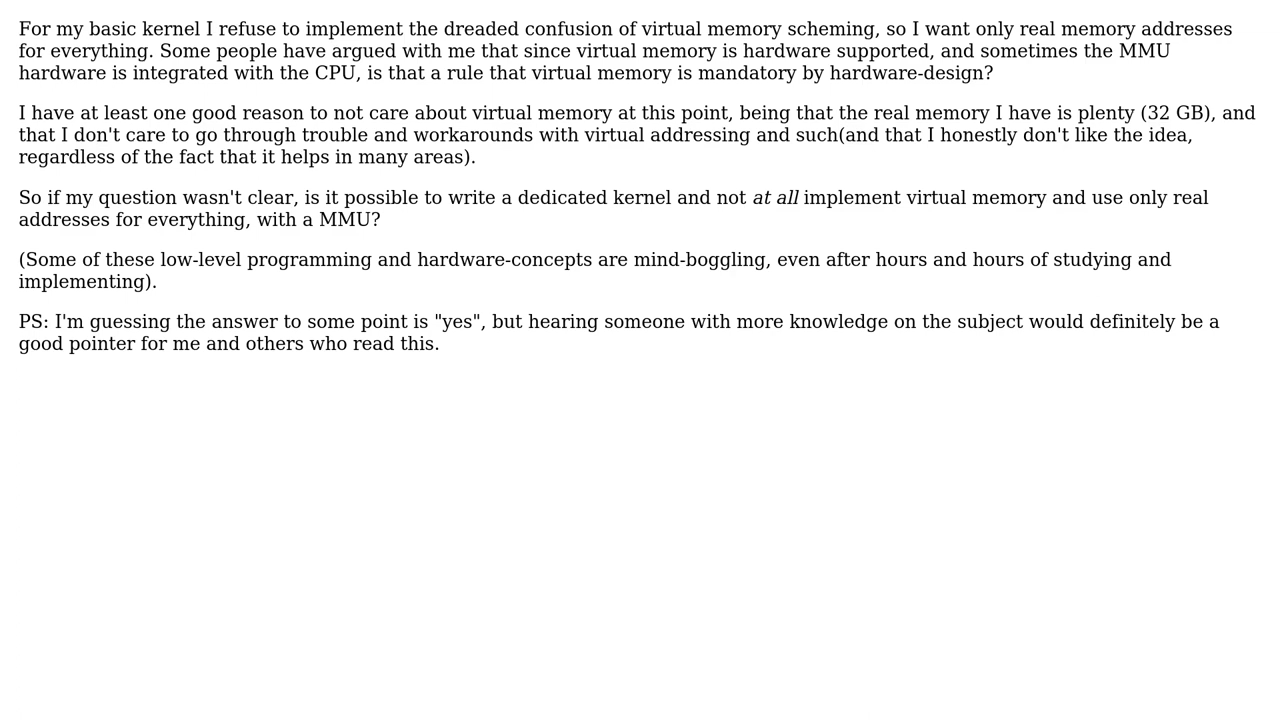 For my basic kernel I refuse to implement the dreaded confusion of virtual memory scheming, so I want only real memory addresses
for everything. Some people have argued with me that since virtual memory is hardware supported, and sometimes the MMU
hardware is integrated with the CPU, is that a rule that virtual memory is mandatory by hardware-design?
I have at least one good reason to not care about virtual memory at this point, being that the real memory I have is plenty (32 GB), and
that I don't care to go through trouble and workarounds with virtual addressing and such(and that I honestly don't like the idea,
regardless of the fact that it helps in many areas).
So if my question wasn't clear, is it possible to write a dedicated kernel and not at all implement virtual memory and use only real
addresses for everything, with a MMU?
(Some of these low-level programming and hardware-concepts are mind-boggling, even after hours and hours of studying and
implementing).
PS: I'm guessing the answer to some point is "yes", but hearing someone with more knowledge on the subject would definitely be a
good pointer for me and others who read this.